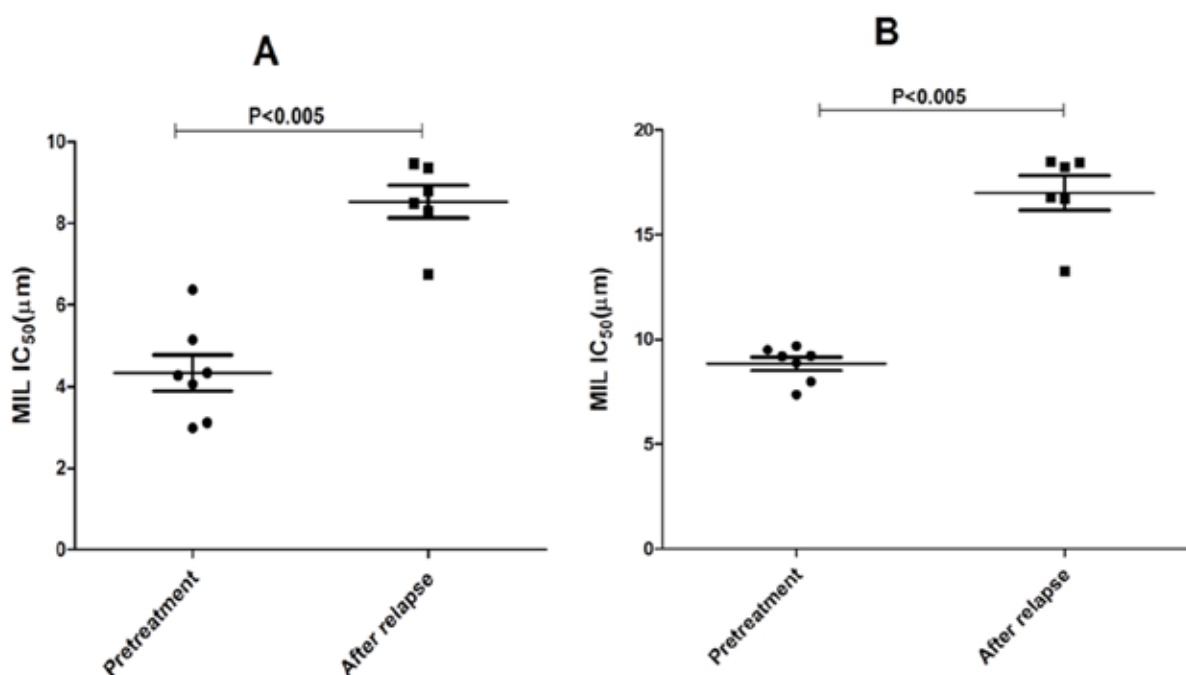 A
P<0.005
10
8
6
4
2
0
MIL IC₅₀(μm)
Pretreatment
After relapse
B
P<0.005
20
15
10
5
0
MIL IC₅₀(μm)
Pretreatment
After relapse